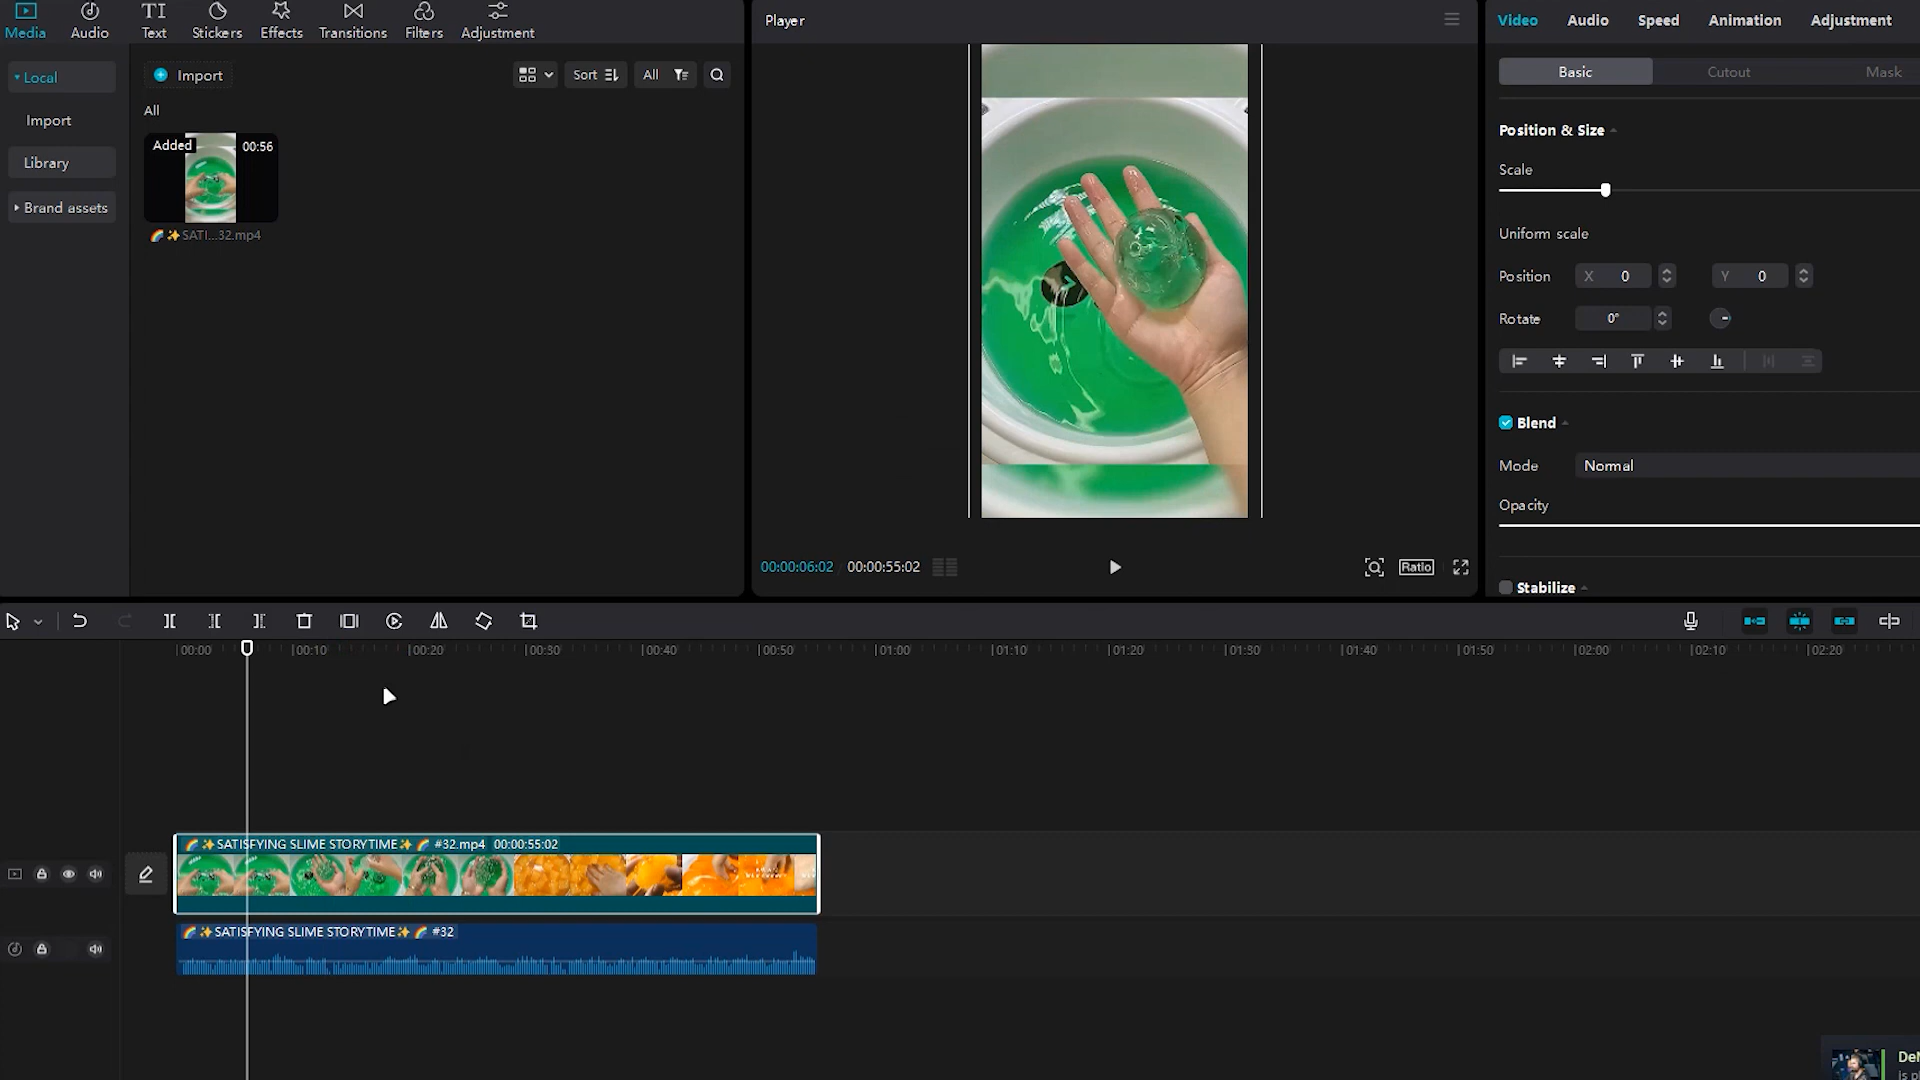 Media
Audio
Text
Stickers
Effects
Transitions
Filters
Adjustment
Local
Import
Library
Brand assets
Import
Sort
All
All
Added
00:56
🌈✨SATI...32.mp4
Player
00:00:06:02
00:00:55:02
Ratio
Video
Audio
Speed
Animation
Adjustment
Basic
Cutout
Mask
Position & Size
Scale
Uniform scale
Position
X 0
Y 0
Rotate
0°
Blend
Mode
Normal
Opacity
Stabilize
00:00
00:10
00:20
00:30
00:40
00:50
01:00
01:10
01:20
01:30
01:40
01:50
02:00
02:10
02:20
🌈✨SATISFYING SLIME STORYTIME✨🌈 #32.mp4 00:00:55:02
🌈✨SATISFYING SLIME STORYTIME✨🌈 #32